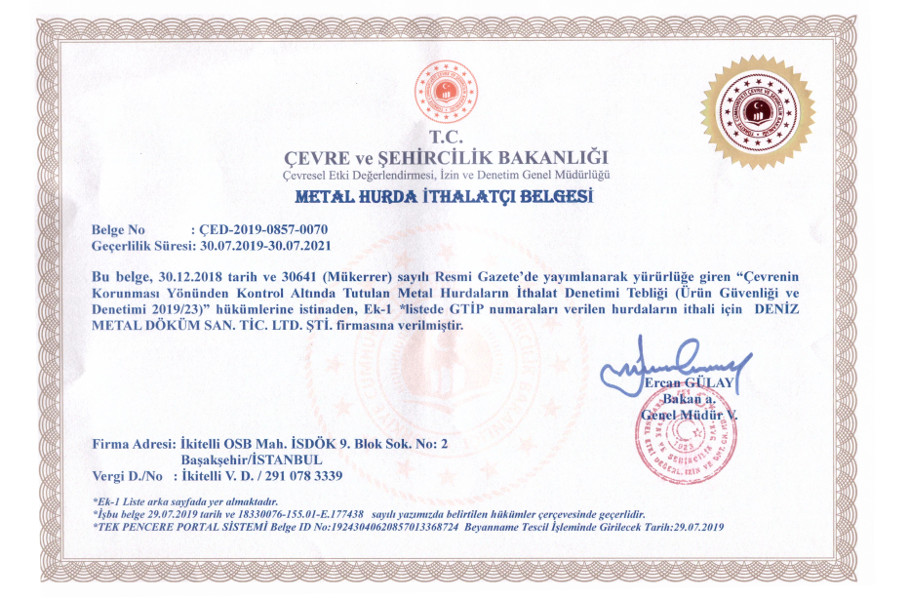 T.C.
ÇEVRE ve ŞEHİRCİLİK BAKANLIĞI
Çevresel Etki Değerlendirmesi, İzin ve Denetim Genel Müdürlüğü
METAL HURDA İTHALATÇI BELGESİ
Belge No : ÇED-2019-0857-0070
Geçerlilik Süresi: 30.07.2019-30.07.2021
Bu belge, 30.12.2018 tarih ve 30641 (Mükerrer) sayılı Resmi Gazete’de yayımlanarak yürürlüğe giren “Çevrenin
Korunması Yönünden Kontrol Altında Tutulan Metal Hurdaların İthalat Denetimi Tebliği (Ürün Güvenliği ve
Denetimi 2019/23)” hükümlerine istinaden, Ek-1 *listede GTİP numaraları verilen hurdaların ithali için DENİZ
METAL DÖKÜM SAN. TİC. LTD. ŞTİ. firmasına verilmiştir.
Ercan GÜLAY
Bakan a.
Genel Müdür V.
Firma Adresi: İkitelli OSB Mah. İSDÖK 9. Blok Sok. No: 2
Başakşehir/İSTANBUL
Vergi D./No : İkitelli V. D. / 291 078 3339
*Ek-1 Liste arka sayfada yer almaktadır.
*İşbu belge 29.07.2019 tarih ve 18330076-155.01-E.177438 sayılı yazımızda belirtilen hükümler çerçevesinde geçerlidir.
*TEK PENCERE PORTAL SİSTEMİ Belge ID No:19243040620857013368724 Beyanname Tescil İşleminde Girilecek Tarih:29.07.2019